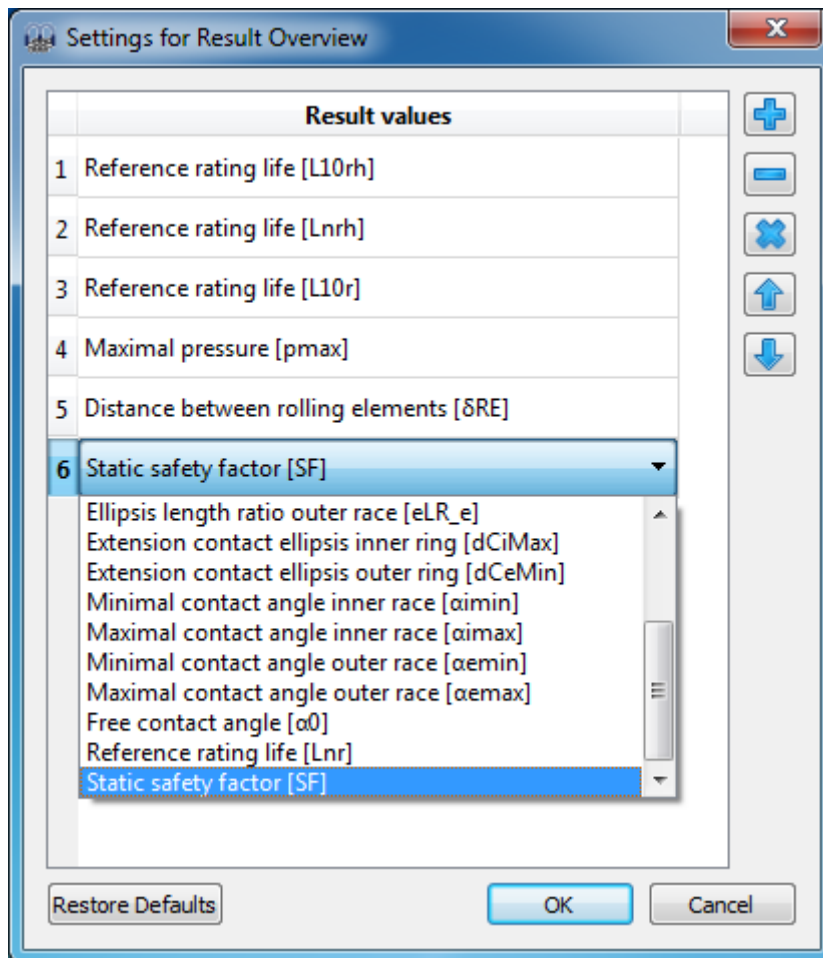 Settings for Result Overview
Result values
1 Reference rating life [L10rh]
2 Reference rating life [Lnrh]
3 Reference rating life [L10r]
4 Maximal pressure [pmax]
5 Distance between rolling elements [δRE]
6 Static safety factor [SF]
Ellipsis length ratio outer race [eLR_e]
Extension contact ellipsis inner ring [dCiMax]
Extension contact ellipsis outer ring [dCeMin]
Minimal contact angle inner race [αimin]
Maximal contact angle inner race [αimax]
Minimal contact angle outer race [αemin]
Maximal contact angle outer race [αemax]
Free contact angle [α0]
Reference rating life [Lnr]
Static safety factor [SF]
Restore Defaults OK Cancel